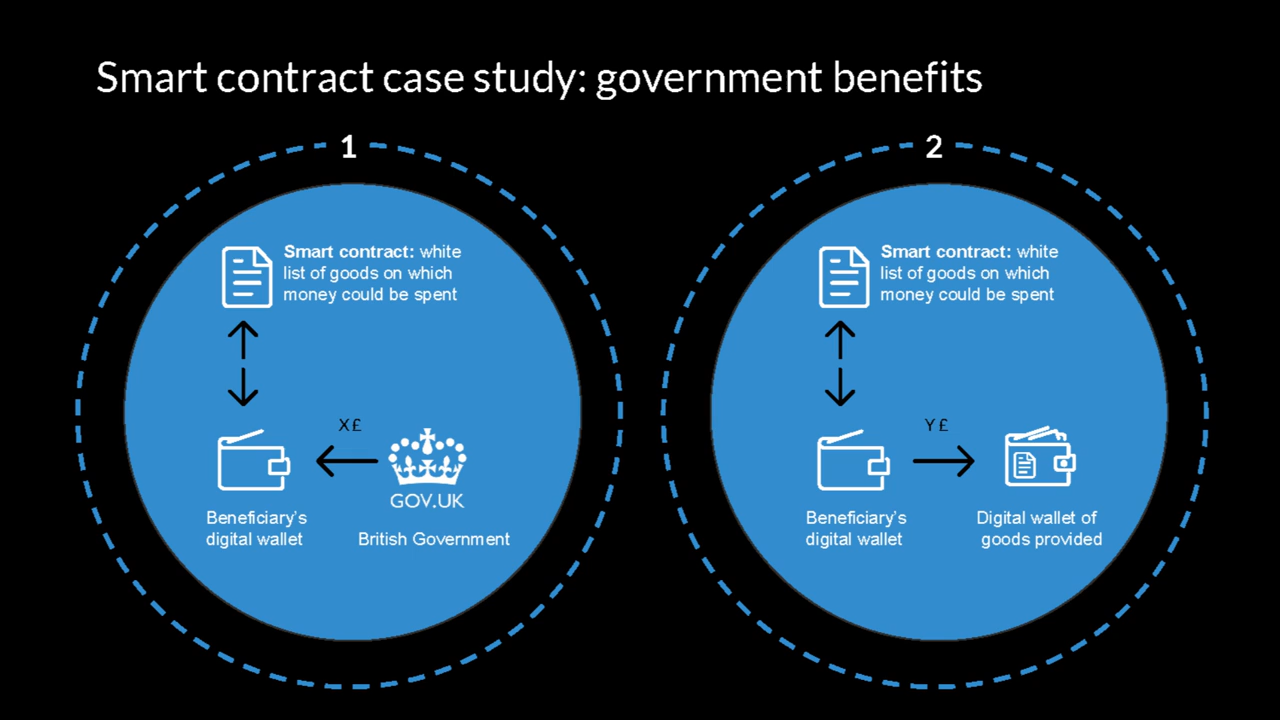 Smart contract case study: government benefits
1
Smart contract: white
list of goods on which
money could be spent
X£
GOV.UK
Beneficiary's
digital wallet
British Government
2
Smart contract: white
list of goods on which
money could be spent
Y£
Beneficiary's
digital wallet
Digital wallet of
goods provided